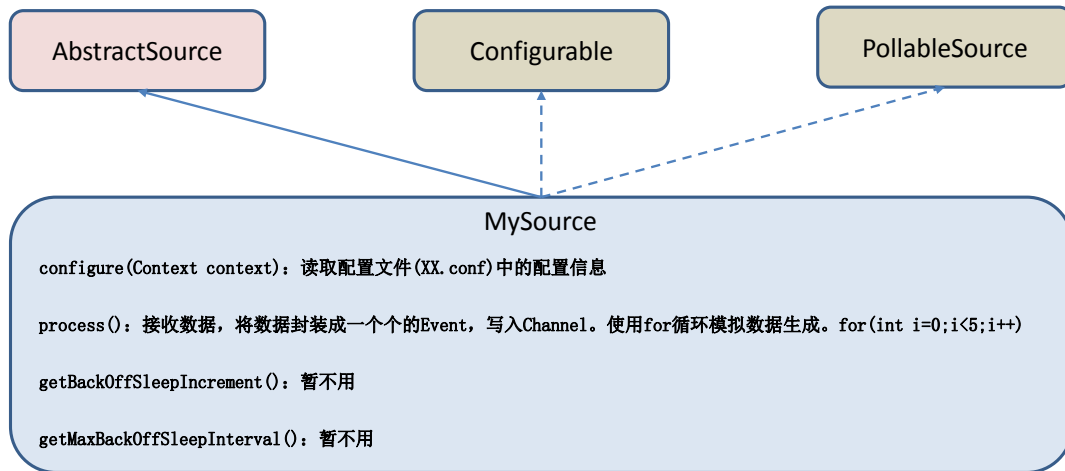 AbstractSource
Configurable
PollableSource
MySource
configure(Context context): 读取配置文件(XX.conf)中的配置信息
process(): 接收数据，将数据封装成一个个的Event，写入Channel。使用for循环模拟数据生成。for(int i=0;i<5;i++)
getBackOffSleepIncrement(): 暂不用
getMaxBackOffSleepInterval(): 暂不用